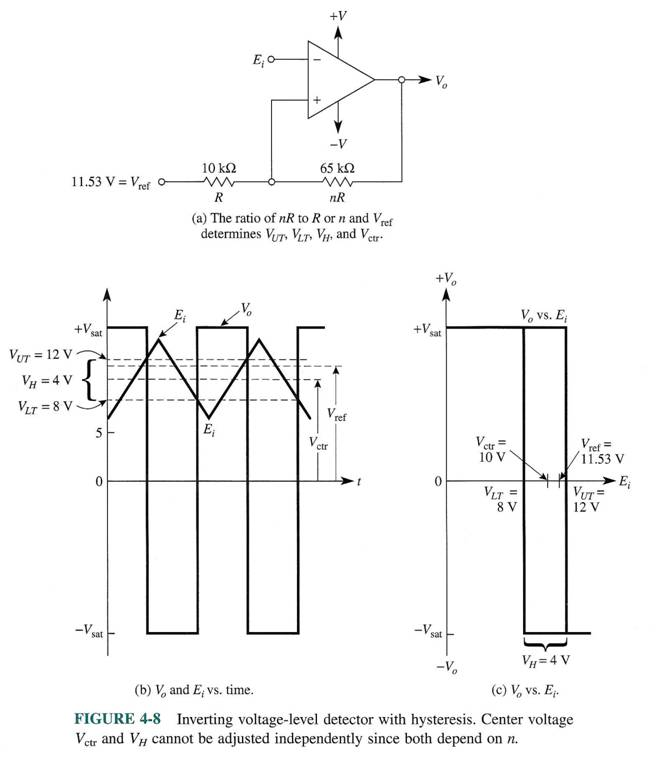 +V
E_i
−
+
V_o
−V
11.53 V = V_ref
10 kΩ
65 kΩ
R
nR
(a) The ratio of nR to R or n and V_ref
determines V_UT, V_LT, V_H, and V_ctr.
E_i
V_o
+V_sat
V_UT = 12 V
V_H = 4 V
{
V_LT = 8 V
5
E_i
V_ctr
V_ref
0
t
−V_sat
(b) V_o and E_i vs. time.
+V_o
V_o vs. E_i
+V_sat
V_ctr =
10 V
V_ref =
11.53 V
0
E_i
V_LT =
8 V
V_UT =
12 V
−V_sat
−V_o
V_H = 4 V
(c) V_o vs. E_i.
FIGURE 4-8 Inverting voltage-level detector with hysteresis. Center voltage
V_ctr and V_H cannot be adjusted independently since both depend on n.